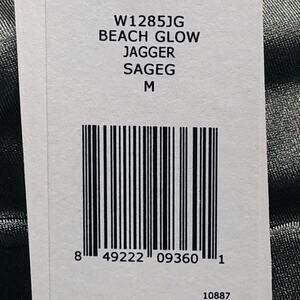 W1285JG
BEACH GLOW
JAGGER
SAGEG
M
8 49222 09360 1
10887